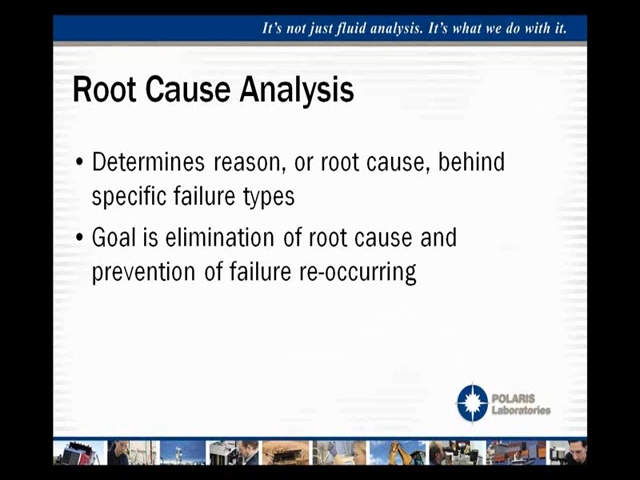 It's not just fluid analysis. It's what we do with it.
Root Cause Analysis
• Determines reason, or root cause, behind
specific failure types
• Goal is elimination of root cause and
prevention of failure re-occurring
POLARIS
Laboratories